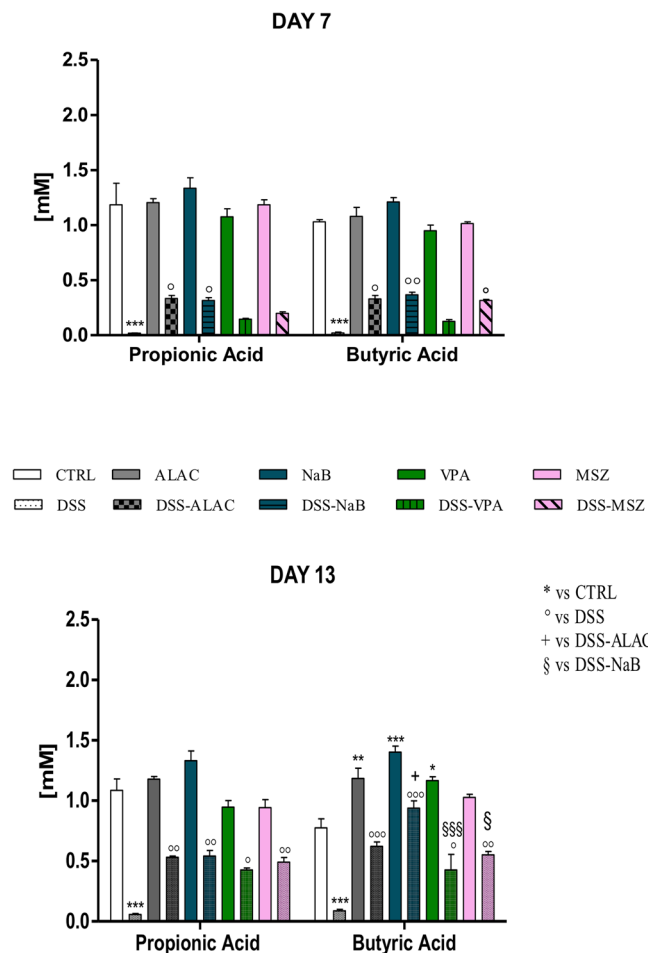 DAY 7
2.5
2.0
1.5
[mM]
1.0
0.5
0.0
*** ° ° *** ° °° °
Propionic Acid Butyric Acid
CTRL ALAC NaB VPA MSZ
DSS DSS-ALAC DSS-NaB DSS-VPA DSS-MSZ
DAY 13
* vs CTRL
° vs DSS
+ vs DSS-ALAC
§ vs DSS-NaB
2.5
2.0
1.5
[mM]
1.0
0.5
0.0
*** °° °° ° °° *** ** °°° *** + °°° * §§§ ° § °°
Propionic Acid Butyric Acid